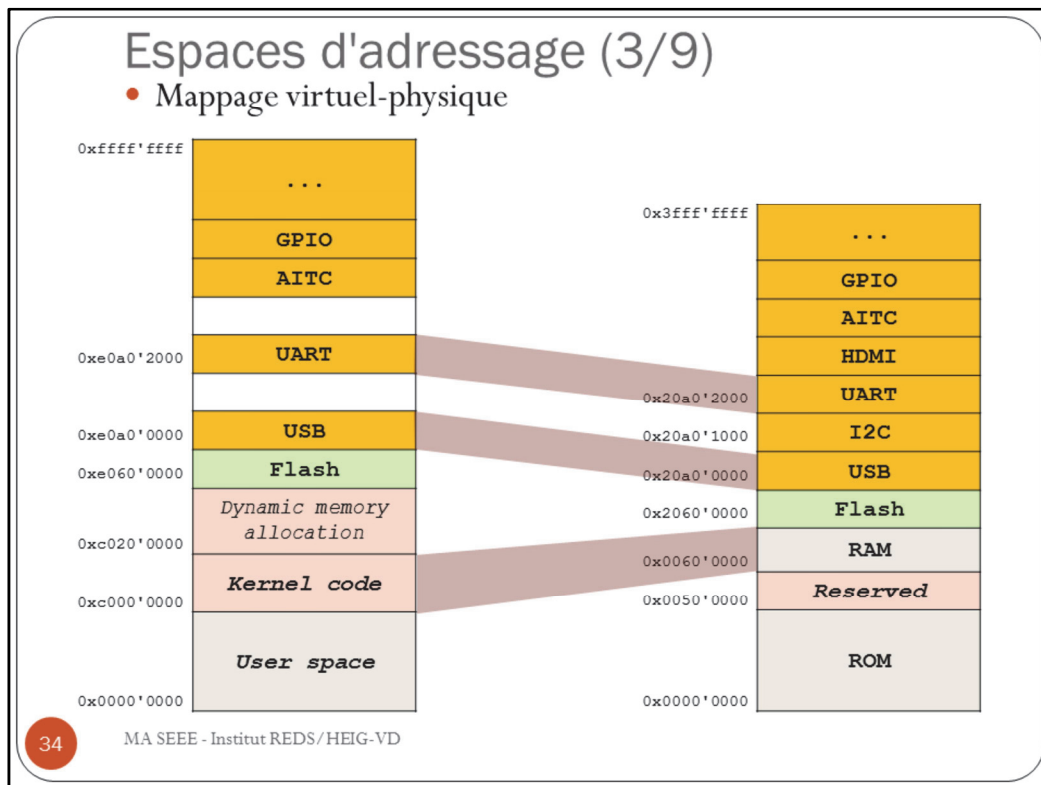 Espaces d'adressage (3/9)
• Mappage virtuel-physique
0xffff'ffff
...
GPIO
AITC
0xe0a0'2000
UART
0xe0a0'0000
USB
0xe060'0000
Flash
Dynamic memory
allocation
0xc020'0000
Kernel code
0xc000'0000
User space
0x0000'0000
0x3fff'ffff
...
GPIO
AITC
HDMI
UART
0x20a0'2000
I2C
0x20a0'1000
USB
0x20a0'0000
Flash
0x2060'0000
RAM
0x0060'0000
Reserved
0x0050'0000
ROM
0x0000'0000
34
MA SEEE - Institut REDS/HEIG-VD